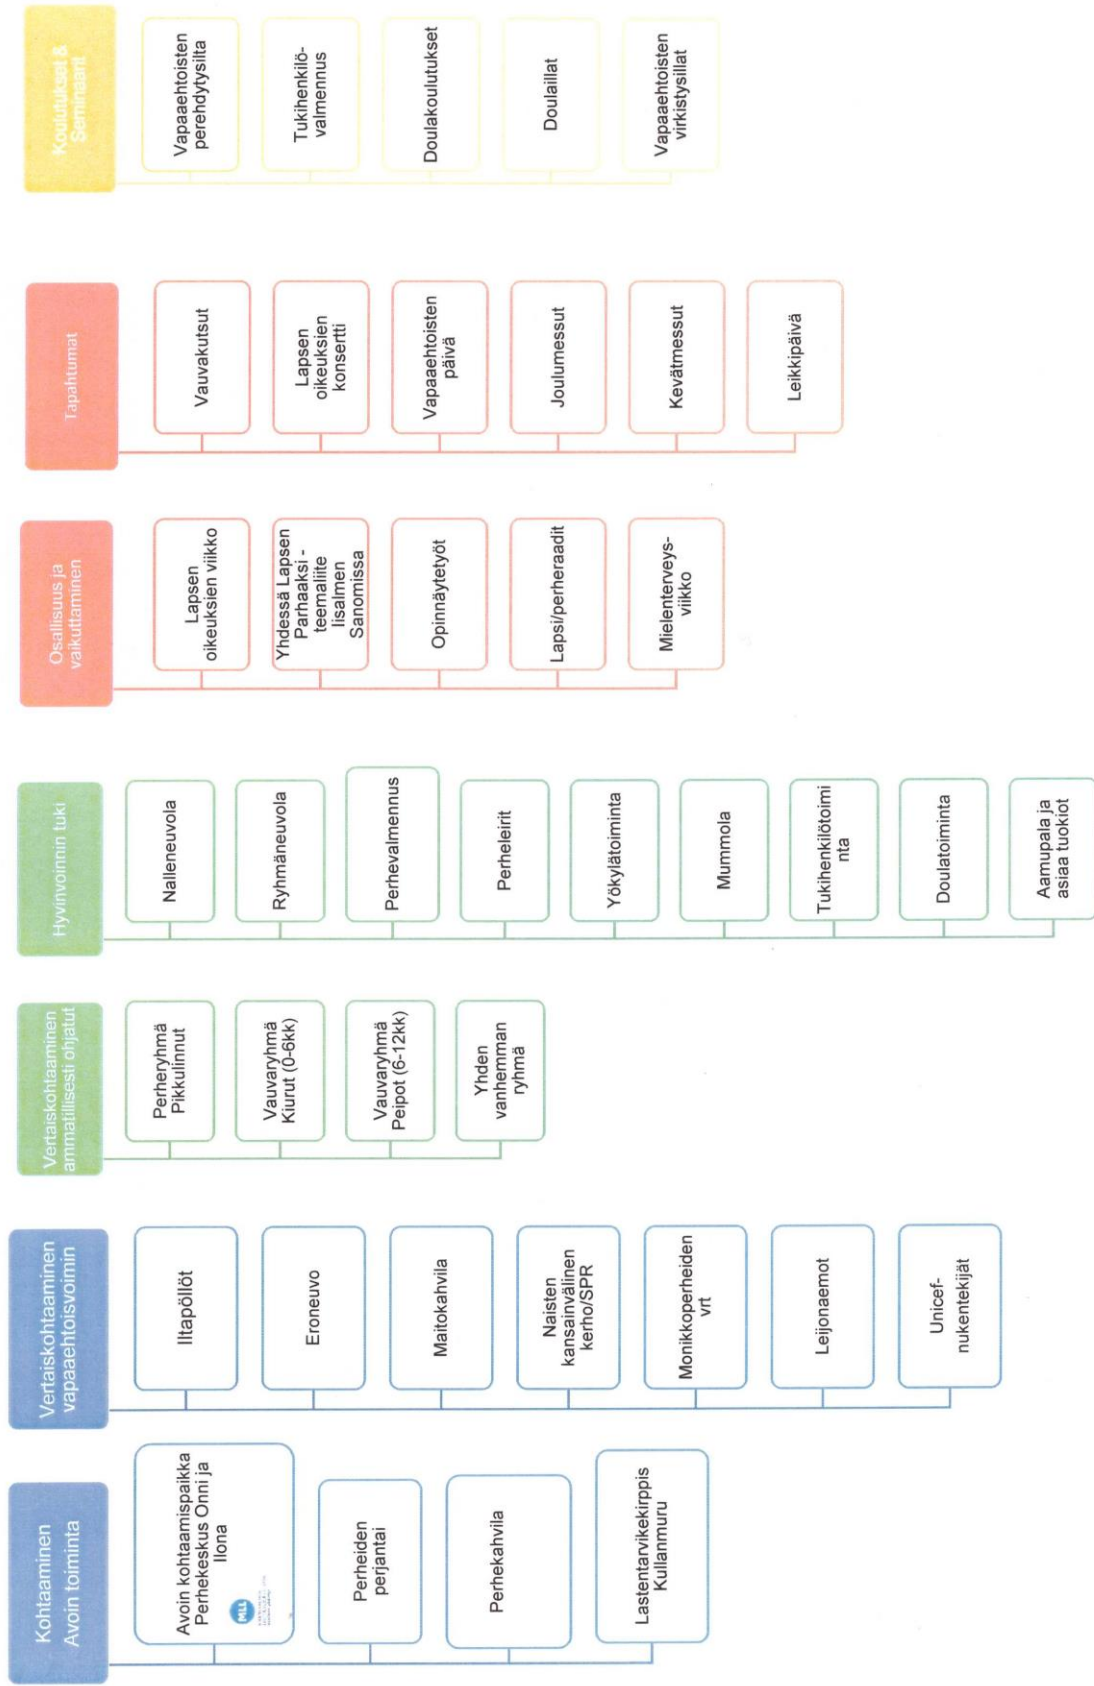 Kohtaaminen
Avoin toiminta
Avoin kohtaamispaikka
Perhekeskus Onni ja
Ilona
MLL
Perheiden
perjantai
Perhekahvila
Lastentarvikekirppis
Kullanmuru
Vertaiskohtaaminen
vapaaehtoisvoimin
Iltapöllöt
Eroneuvo
Maitokahvila
Naisten
kansainvälinen
kerho/SPR
Monikkoperheiden
vrt
Leijonaemot
Unicef-
nukentekijät
Vertaiskohtaaminen
ammatillisesti ohjatut
Perheryhmä
Pikkulinnut
Vauvaryhmä
Kiurut (0-6kk)
Vauvaryhmä
Peipot (6-12kk)
Yhden
vanhemman
ryhmä
Hyvinvoinnin tuki
Nalleneuvola
Ryhmäneuvola
Perhevalmennus
Perheleirit
Yökylätoiminta
Mummola
Tukihenkilötoimi
nta
Doulatoiminta
Aamupala ja
asiaa tuokiot
Osallisuus ja
vaikuttaminen
Lapsen
oikeuksien viikko
Yhdessä Lapsen
Parhaaksi -
teemaliite
Iisalmen
Sanomissa
Opinnäytetyöt
Lapsi/perheraadit
Mielenterveys-
viikko
Tapahtumat
Vauvakutsut
Lapsen
oikeuksien
konsertti
Vapaaehtoisten
päivä
Joulumessut
Kevätmessut
Leikkipäivä
Koulutukset &
Seminaarit
Vapaaehtoisten
perehdytysilta
Tukihenkilö-
valmennus
Doulakoulutukset
Doulaillat
Vapaaehtoisten
virkistysillat